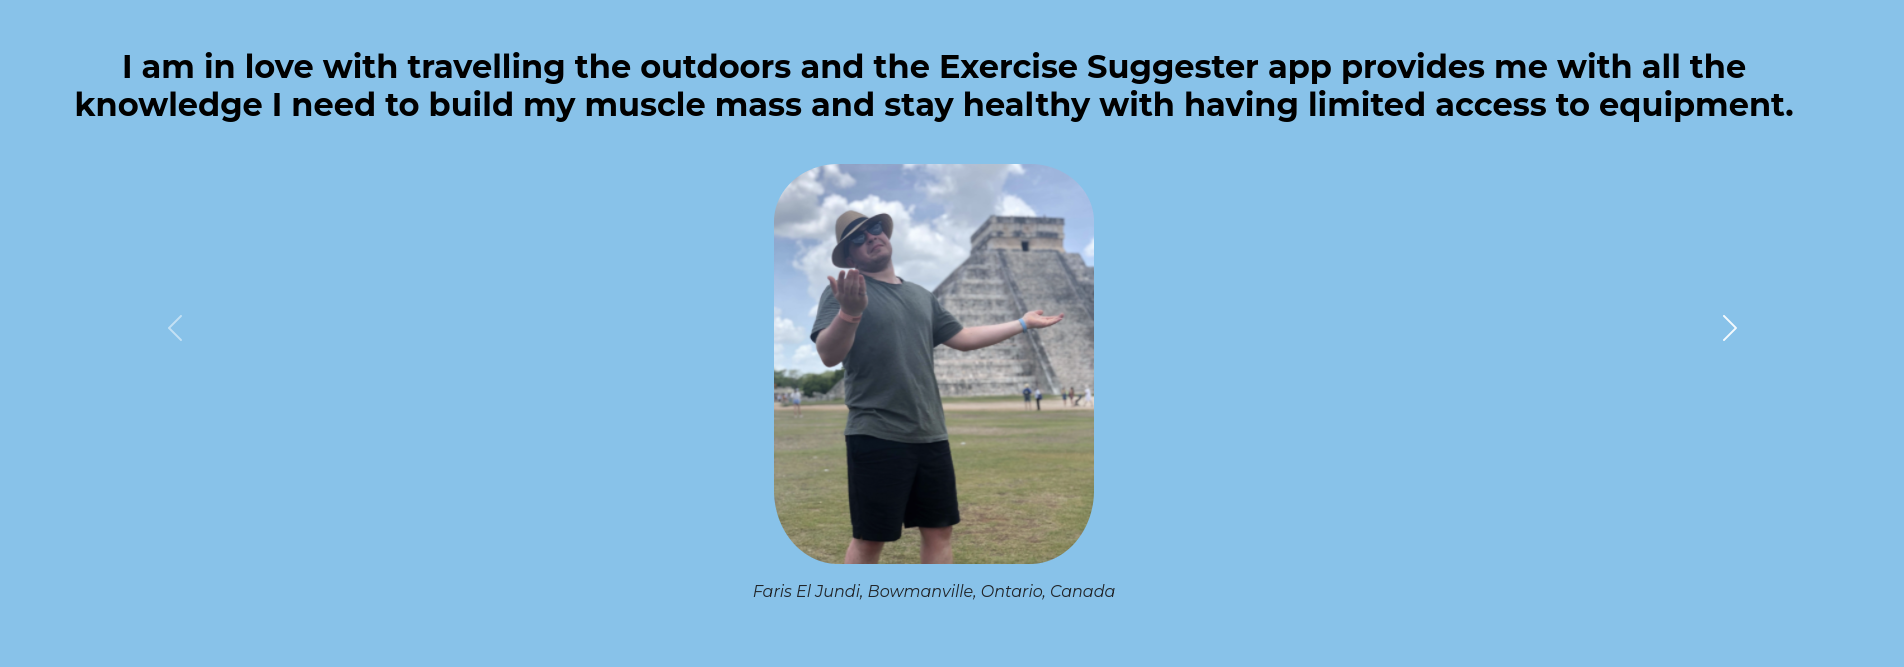 I am in love with travelling the outdoors and the Exercise Suggester app provides me with all the
knowledge I need to build my muscle mass and stay healthy with having limited access to equipment.
Faris El Jundi, Bowmanville, Ontario, Canada